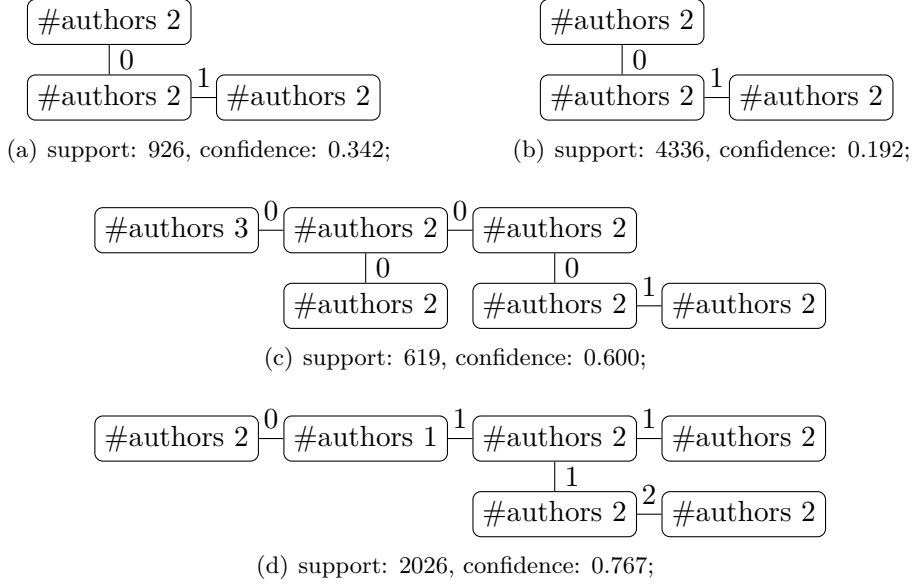 #authors 2 #authors 2
0 0
#authors 2 1 #authors 2 #authors 2 1 #authors 2
(a) support: 926, confidence: 0.342; (b) support: 4336, confidence: 0.192;
#authors 3 0 #authors 2 0 #authors 2
0 0
#authors 2 #authors 2 1 #authors 2
(c) support: 619, confidence: 0.600;
#authors 2 0 #authors 1 1 #authors 2 1 #authors 2
1
#authors 2 2 #authors 2
(d) support: 2026, confidence: 0.767;